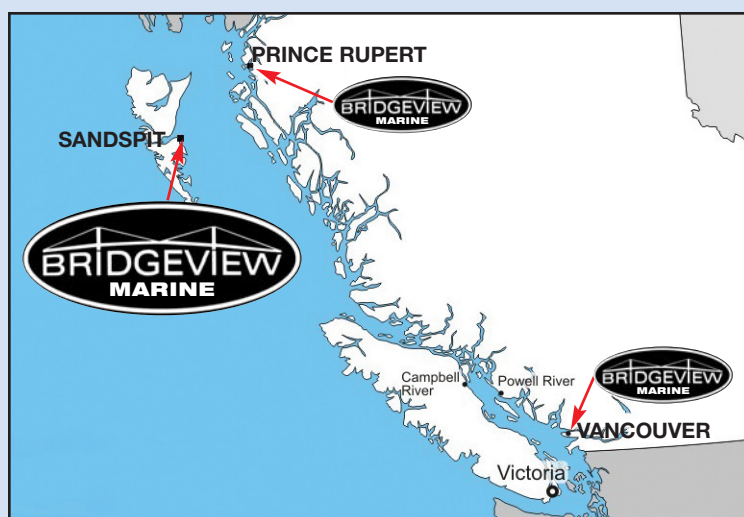 PRINCE RUPERT
BRIDGEVIEW
MARINE
SANDSPIT
BRIDGEVIEW
MARINE
Campbell
River
Powell River
BRIDGEVIEW
MARINE
VANCOUVER
Victoria